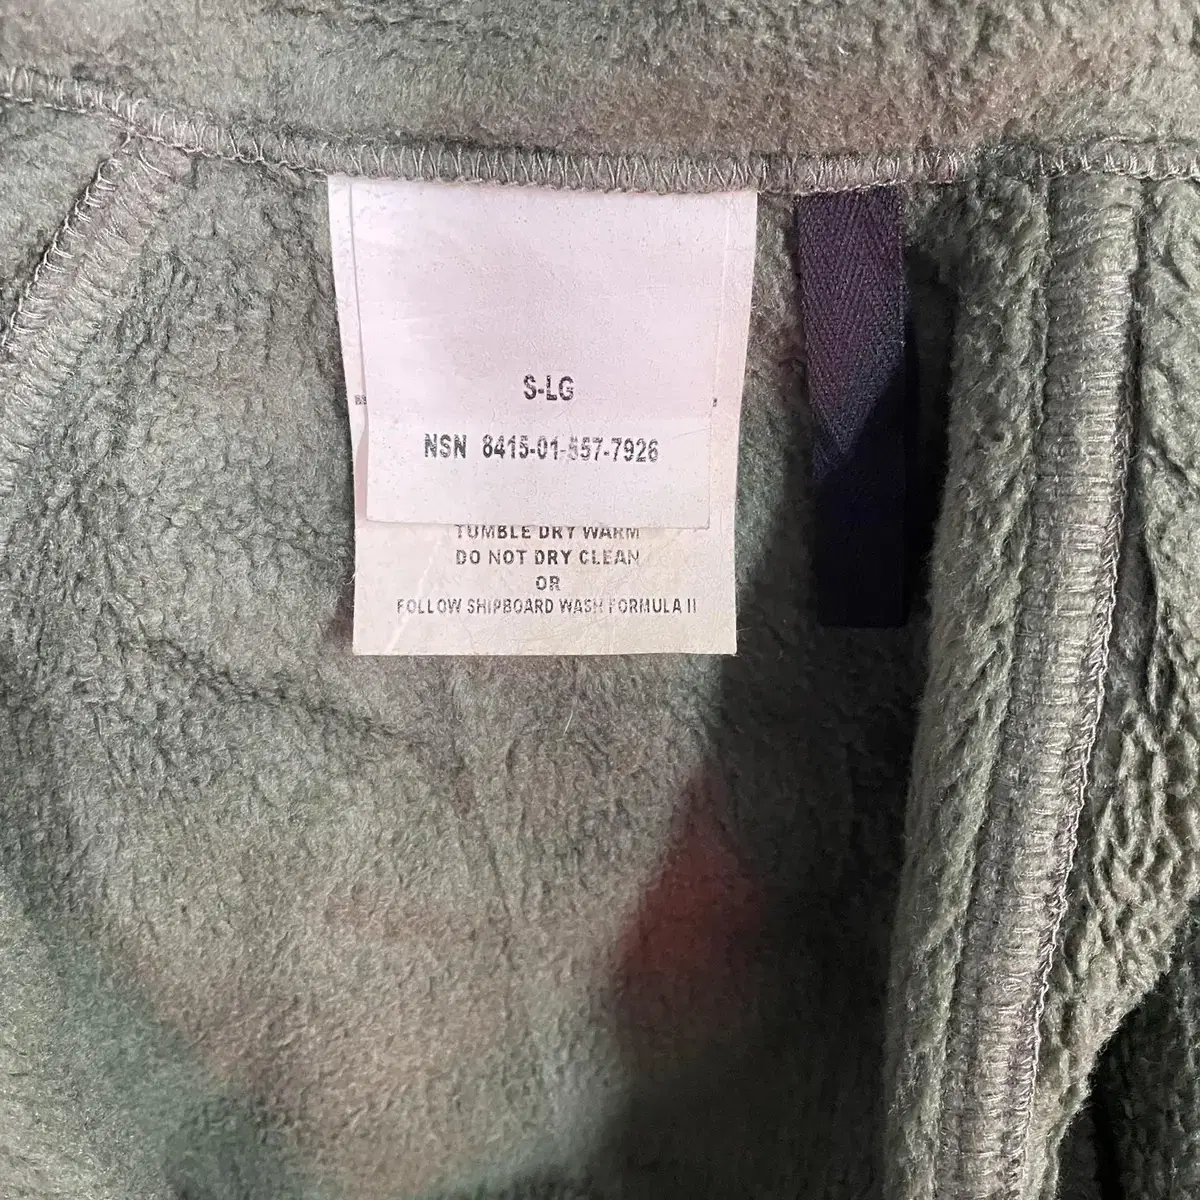 S-LG
NSN 8415-01-557-7926
TUMBLE DRY WARM
DO NOT DRY CLEAN
OR
FOLLOW SHIPBOARD WASH FORMULA II